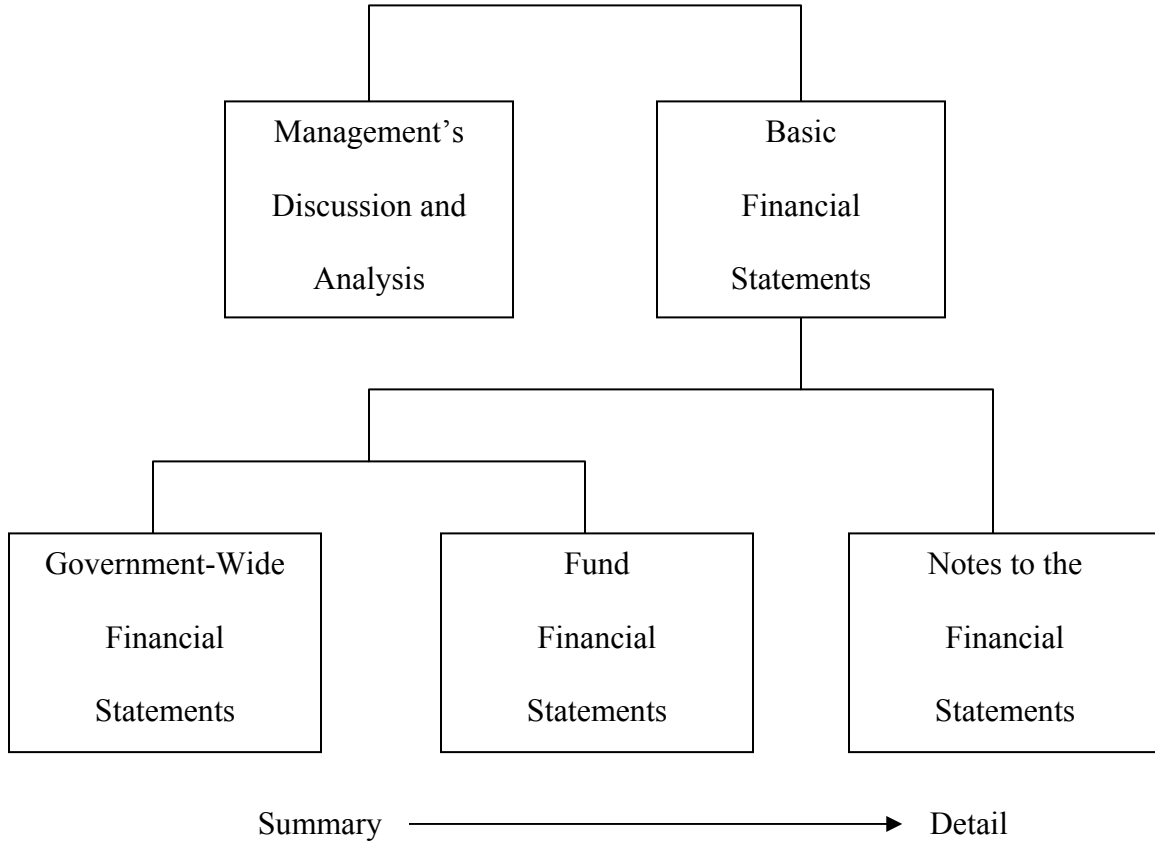 Management’s
Discussion and
Analysis
Basic
Financial
Statements
Government-Wide
Financial
Statements
Fund
Financial
Statements
Notes to the
Financial
Statements
Summary
Detail